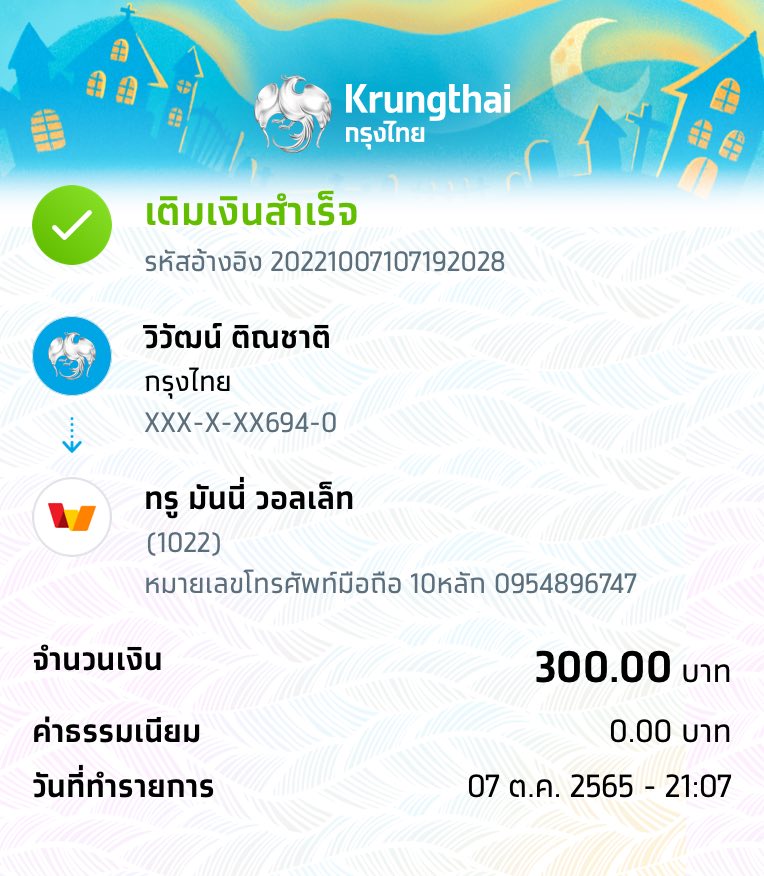 Krungthai
กรุงไทย
เติมเงินสำเร็จ
รหัสอ้างอิง 20221007107192028
วิวัฒน์ ติณชาติ
กรุงไทย
XXX-X-XX694-0
ทรู มันนี่ วอลเล็ท
(1022)
หมายเลขโทรศัพท์มือถือ 10หลัก 0954896747
จำนวนเงิน 300.00 บาท
ค่าธรรมเนียม 0.00 บาท
วันที่ทำรายการ 07 ต.ค. 2565 - 21:07